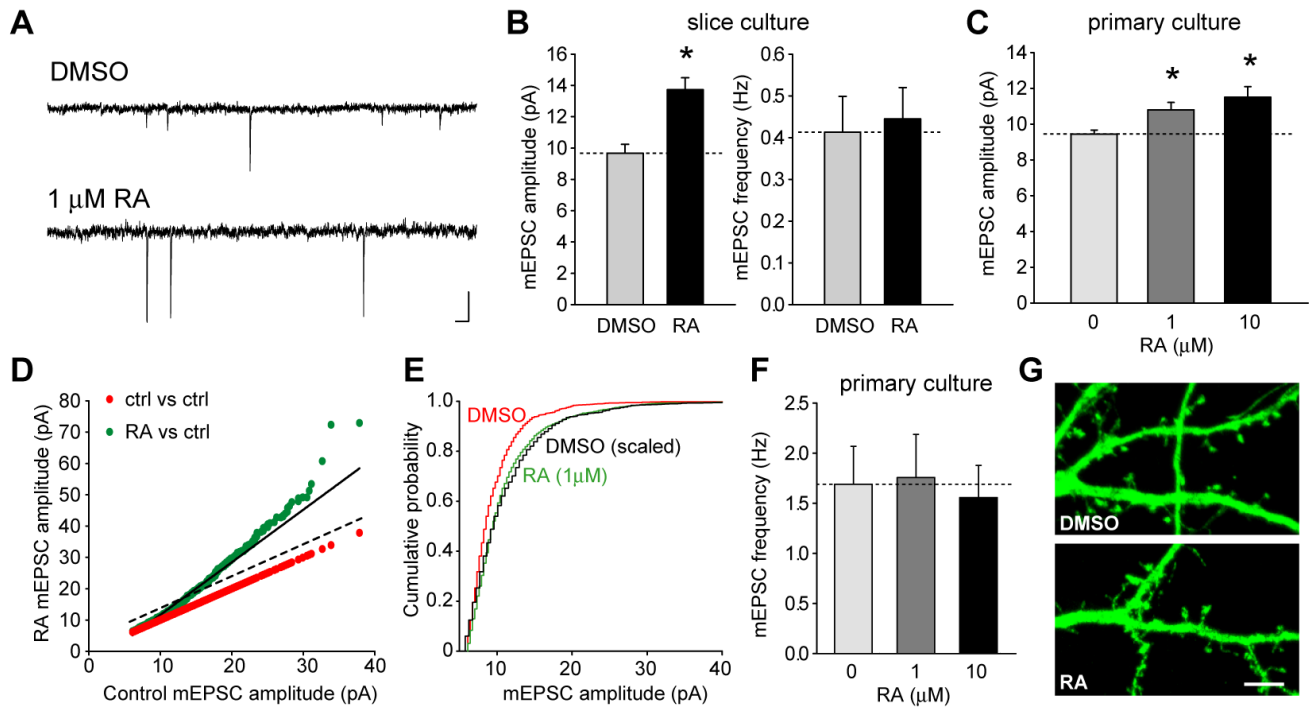 A
DMSO
1 μM RA
B
slice culture
mEPSC amplitude (pA)
16
14
12
10
8
6
4
2
0
DMSO RA
*
mEPSC frequency (Hz)
0.6
0.5
0.4
0.3
0.2
0.1
0.0
DMSO RA
C
primary culture
mEPSC amplitude (pA)
14
12
10
8
6
4
2
0
* *
0 1 10
RA (μM)
D
RA mEPSC amplitude (pA)
80
70
60
50
40
30
20
10
0
ctrl vs ctrl
RA vs ctrl
0 10 20 30 40
Control mEPSC amplitude (pA)
E
Cumulative probability
1.0
0.8
0.6
0.4
0.2
0.0
DMSO
DMSO (scaled)
RA (1μM)
10 20 30 40
mEPSC amplitude (pA)
F
primary culture
mEPSC frequency (Hz)
2.5
2.0
1.5
1.0
0.5
0.0
0 1 10
RA (μM)
G
DMSO
RA